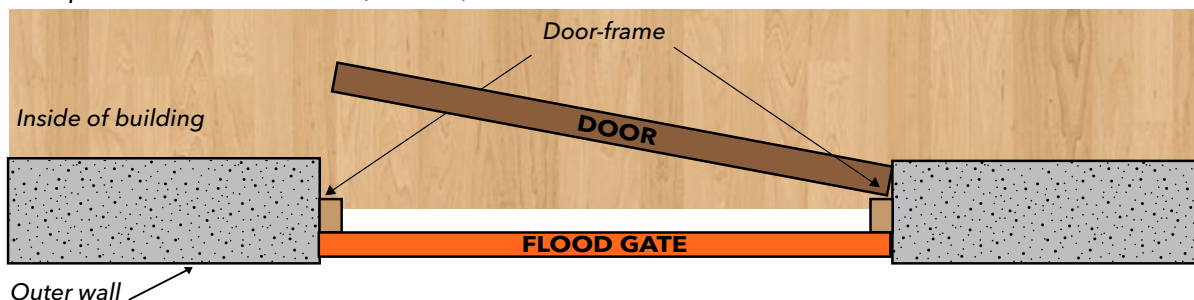 Door-frame
Inside of building
DOOR
FLOOD GATE
Outer wall